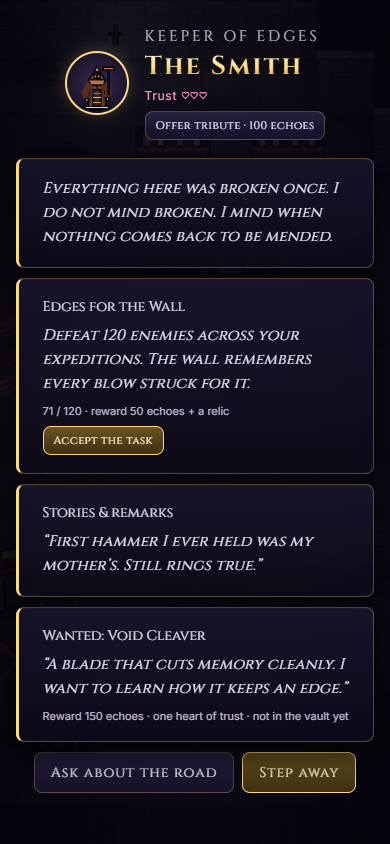 KEEPER OF EDGES
THE SMITH
Trust ♡♡♡
OFFER TRIBUTE · 100 ECHOES
EVERYTHING HERE WAS BROKEN ONCE. I
DO NOT MIND BROKEN. I MIND WHEN
NOTHING COMES BACK TO BE MENDED.
EDGES FOR THE WALL
DEFEAT 120 ENEMIES ACROSS YOUR
EXPEDITIONS. THE WALL REMEMBERS
EVERY BLOW STRUCK FOR IT.
71 / 120 · reward 50 echoes + a relic
ACCEPT THE TASK
STORIES & REMARKS
“FIRST HAMMER I EVER HELD WAS MY
MOTHER’S. STILL RINGS TRUE.”
WANTED: VOID CLEAVER
“A BLADE THAT CUTS MEMORY CLEANLY. I
WANT TO LEARN HOW IT KEEPS AN EDGE.”
Reward 150 echoes · one heart of trust · not in the vault yet
ASK ABOUT THE ROAD
STEP AWAY